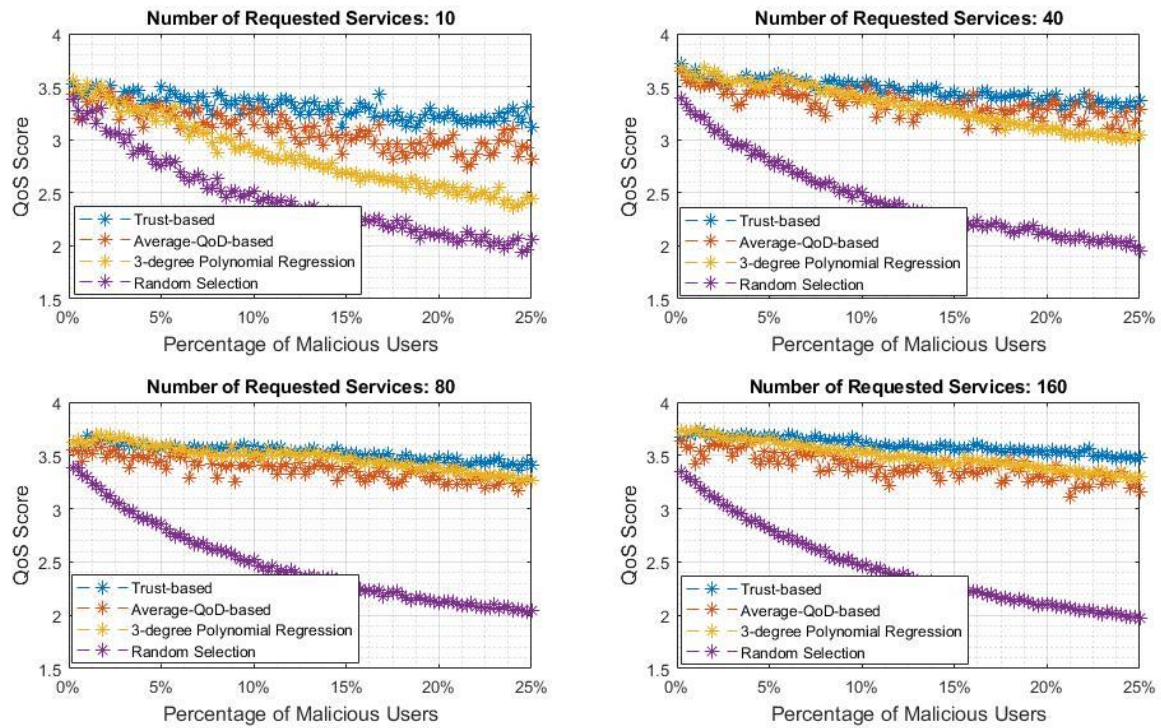 Number of Requested Services: 10
4
3.5
3
2.5
2
1.5
QoS Score
Trust-based
Average-QoD-based
3-degree Polynomial Regression
Random Selection
0% 5% 10% 15% 20% 25%
Percentage of Malicious Users
Number of Requested Services: 40
4
3.5
3
2.5
2
1.5
QoS Score
Trust-based
Average-QoD-based
3-degree Polynomial Regression
Random Selection
0% 5% 10% 15% 20% 25%
Percentage of Malicious Users
Number of Requested Services: 80
4
3.5
3
2.5
2
1.5
QoS Score
Trust-based
Average-QoD-based
3-degree Polynomial Regression
Random Selection
0% 5% 10% 15% 20% 25%
Percentage of Malicious Users
Number of Requested Services: 160
4
3.5
3
2.5
2
1.5
QoS Score
Trust-based
Average-QoD-based
3-degree Polynomial Regression
Random Selection
0% 5% 10% 15% 20% 25%
Percentage of Malicious Users